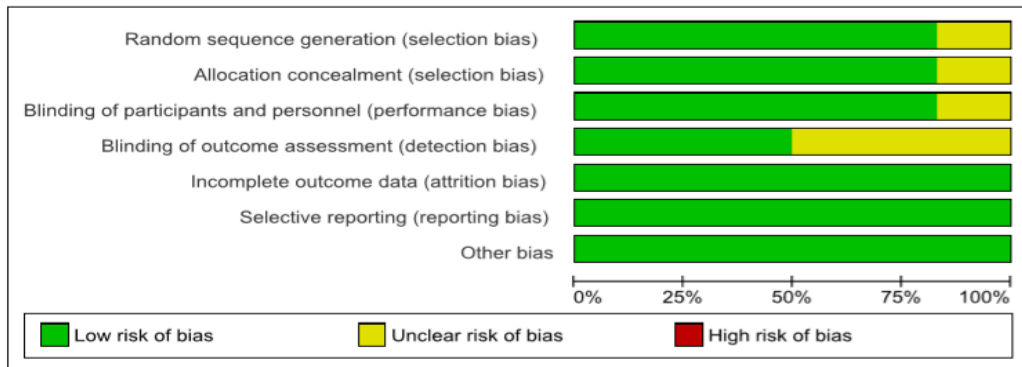 Random sequence generation (selection bias)
Allocation concealment (selection bias)
Blinding of participants and personnel (performance bias)
Blinding of outcome assessment (detection bias)
Incomplete outcome data (attrition bias)
Selective reporting (reporting bias)
Other bias
0% 25% 50% 75% 100%
Low risk of bias Unclear risk of bias High risk of bias